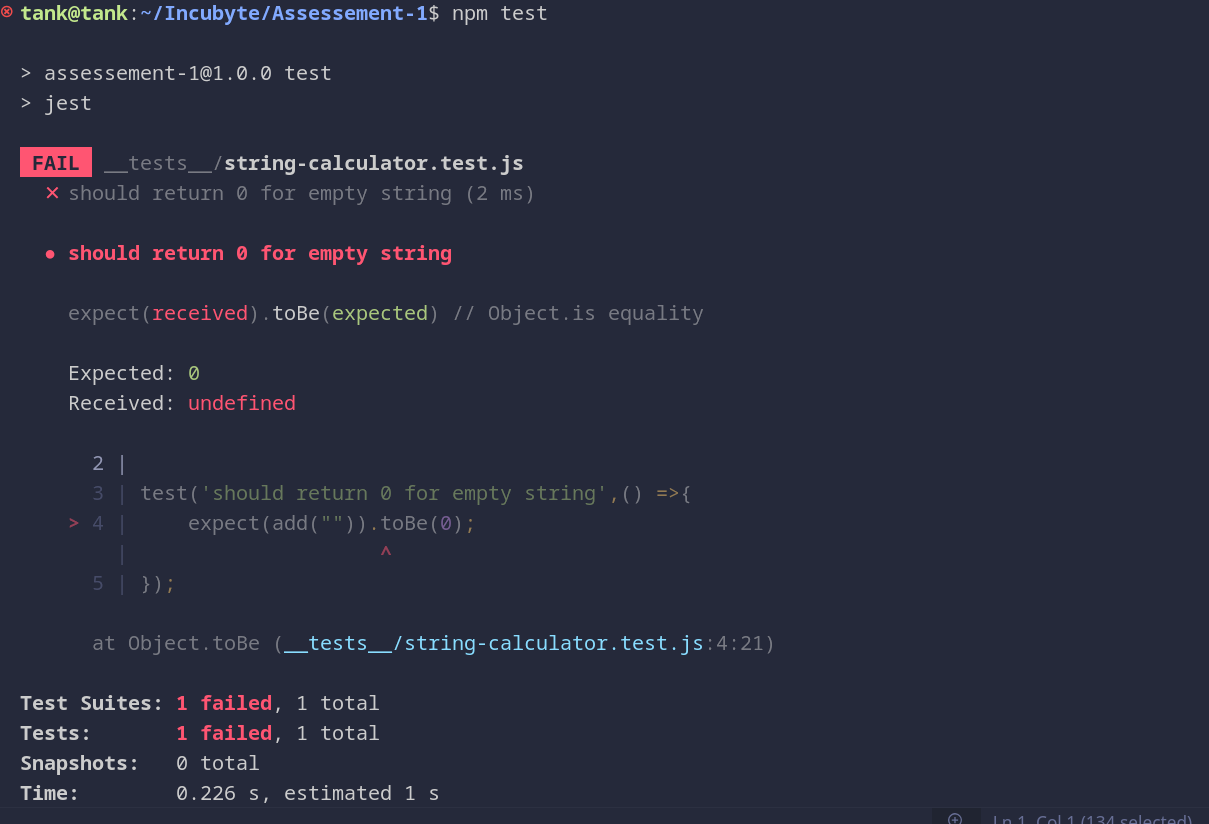 tank@tank:~/Incubyte/Assessement-1$ npm test
> assessement-1@1.0.0 test
> jest
FAIL __tests__/string-calculator.test.js
✕ should return 0 for empty string (2 ms)
● should return 0 for empty string
expect(received).toBe(expected) // Object.is equality
Expected: 0
Received: undefined
2 |
3 | test('should return 0 for empty string',() =>{
> 4 |     expect(add("")).toBe(0);
|                     ^
5 | });
at Object.toBe (__tests__/string-calculator.test.js:4:21)
Test Suites: 1 failed, 1 total
Tests:       1 failed, 1 total
Snapshots:   0 total
Time:        0.226 s, estimated 1 s
Ln 1, Col 1 (134 selected)